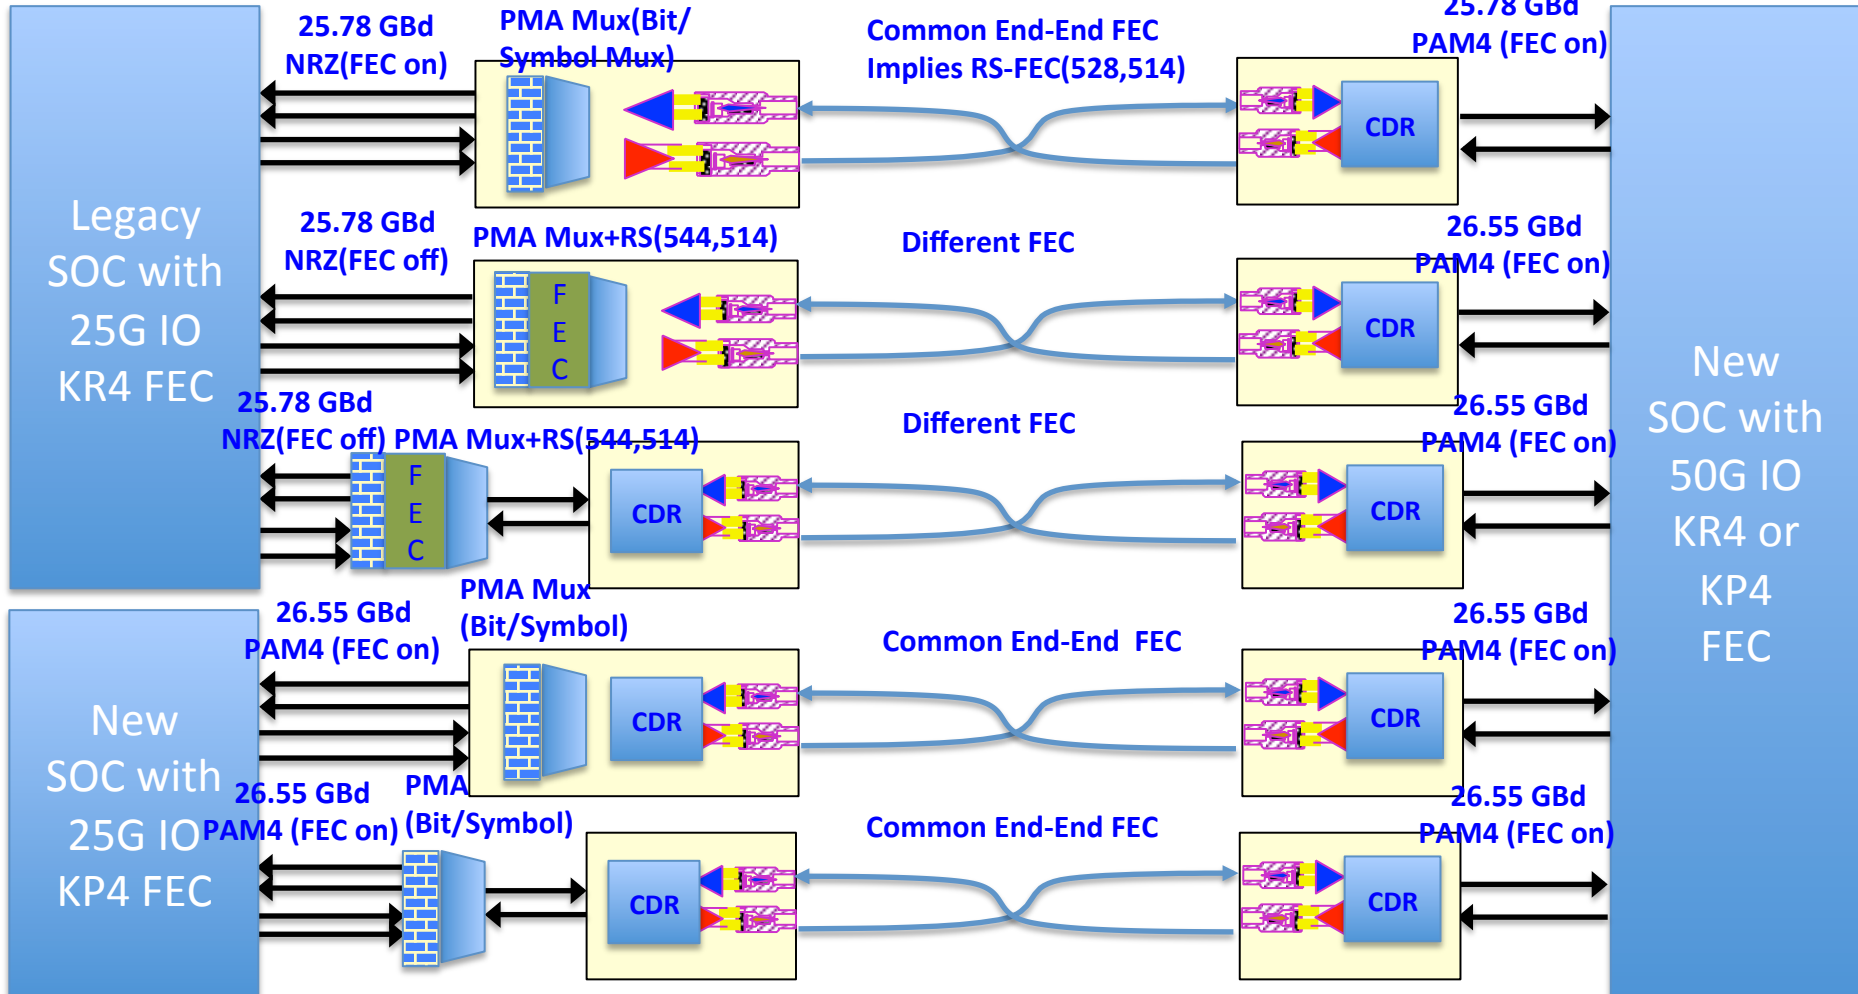 25.78 GBd
NRZ(FEC on)
PMA Mux(Bit/
Symbol Mux)
Common End-End FEC
Implies RS-FEC(528,514)
25.78 GBd
PAM4 (FEC on)
CDR
Legacy
SOC with
25G IO
KR4 FEC
25.78 GBd
NRZ(FEC off)
PMA Mux+RS(544,514)
F
E
C
Different FEC
26.55 GBd
PAM4 (FEC on)
CDR
25.78 GBd
NRZ(FEC off) PMA Mux+RS(544,514)
F
E
C
CDR
Different FEC
26.55 GBd
PAM4 (FEC on)
CDR
New
SOC with
50G IO
KR4 or
KP4
FEC
New
SOC with
25G IO
KP4 FEC
26.55 GBd
PAM4 (FEC on)
PMA Mux
(Bit/Symbol)
CDR
Common End-End FEC
26.55 GBd
PAM4 (FEC on)
CDR
26.55 GBd
PAM4 (FEC on)
PMA
(Bit/Symbol)
CDR
Common End-End FEC
26.55 GBd
PAM4 (FEC on)
CDR